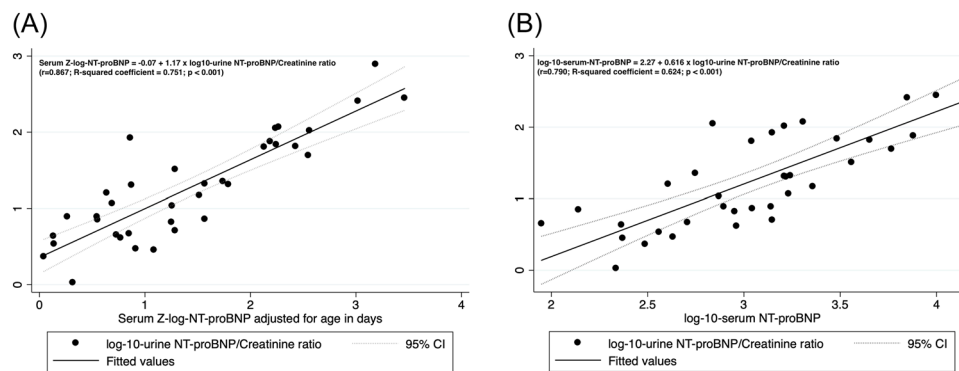 (A)
Serum Z-log-NT-proBNP = -0.07 + 1.17 x log10-urine NT-proBNP/Creatinine ratio
(r=0.867; R-squared coefficient = 0.751; p < 0.001)
3
2
1
0
0 1 2 3 4
Serum Z-log-NT-proBNP adjusted for age in days
log-10-urine NT-proBNP/Creatinine ratio 95% CI
Fitted values
(B)
log-10-serum-NT-proBNP = 2.27 + 0.616 x log10-urine NT-proBNP/Creatinine ratio
(r=0.790; R-squared coefficient = 0.624; p < 0.001)
3
2
1
0
2 2.5 3 3.5 4
log-10-serum NT-proBNP
log-10-urine NT-proBNP/Creatinine ratio 95% CI
Fitted values